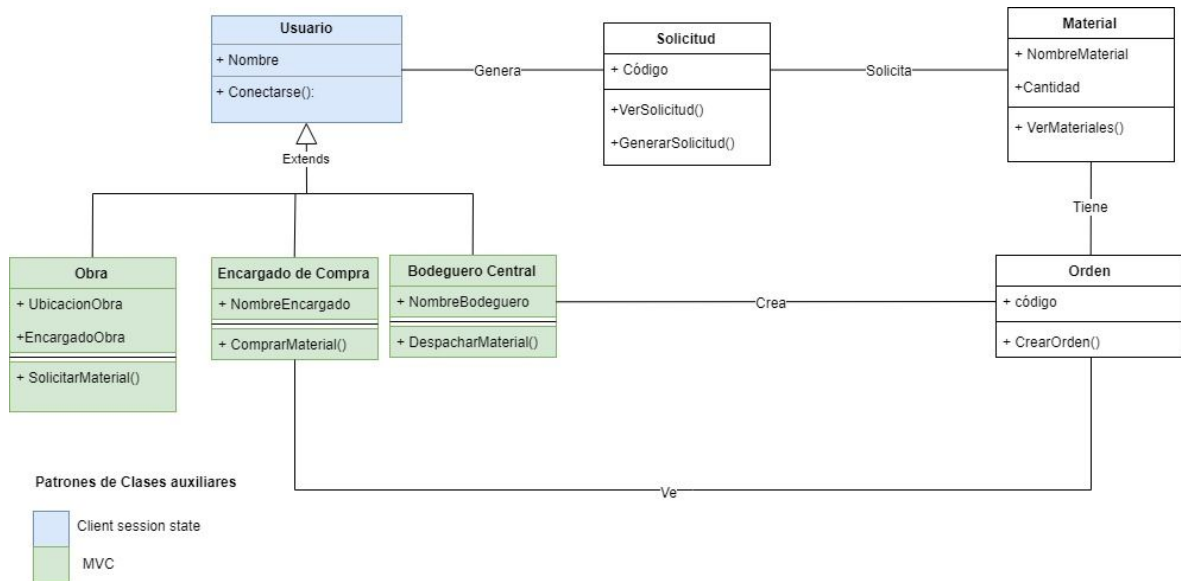 Usuario
+ Nombre
+ Conectarse():
Genera
Solicitud
+ Código
+VerSolicitud()
+GenerarSolicitud()
Solicita
Material
+ NombreMaterial
+Cantidad
+ VerMateriales()
Extends
Tiene
Obra
+ UbicacionObra
+EncargadoObra
+ SolicitarMaterial()
Encargado de Compra
+ NombreEncargado
+ ComprarMaterial()
Bodeguero Central
+ NombreBodeguero
+ DespacharMaterial()
Crea
Orden
+ código
+ CrearOrden()
Ve
Patrones de Clases auxiliares
Client session state
MVC